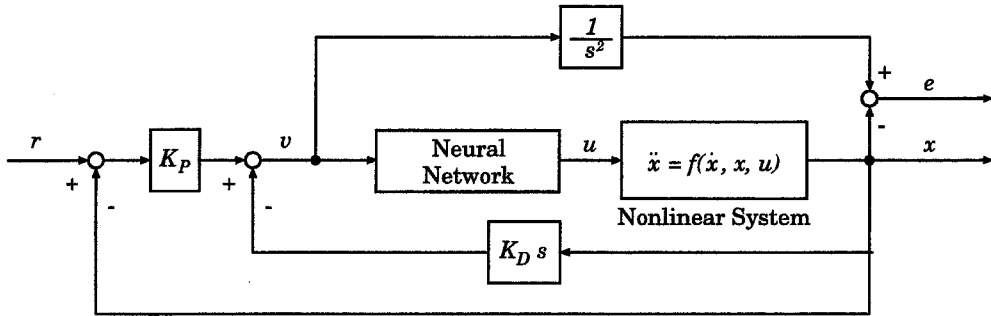 1
s²
+
e
-
r
K_P
v
Neural
Network
u
ẍ = f(ẋ, x, u)
x
+
-
+
-
Nonlinear System
K_D s